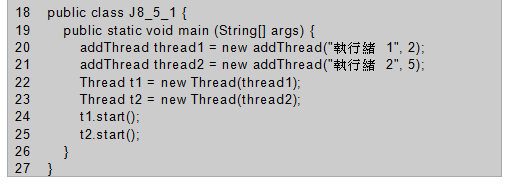 18 public class J8_5_1 {
19 public static void main (String[] args) {
20 addThread thread1 = new addThread("執行緒 1", 2);
21 addThread thread2 = new addThread("執行緒 2", 5);
22 Thread t1 = new Thread(thread1);
23 Thread t2 = new Thread(thread2);
24 t1.start();
25 t2.start();
26 }
27 }